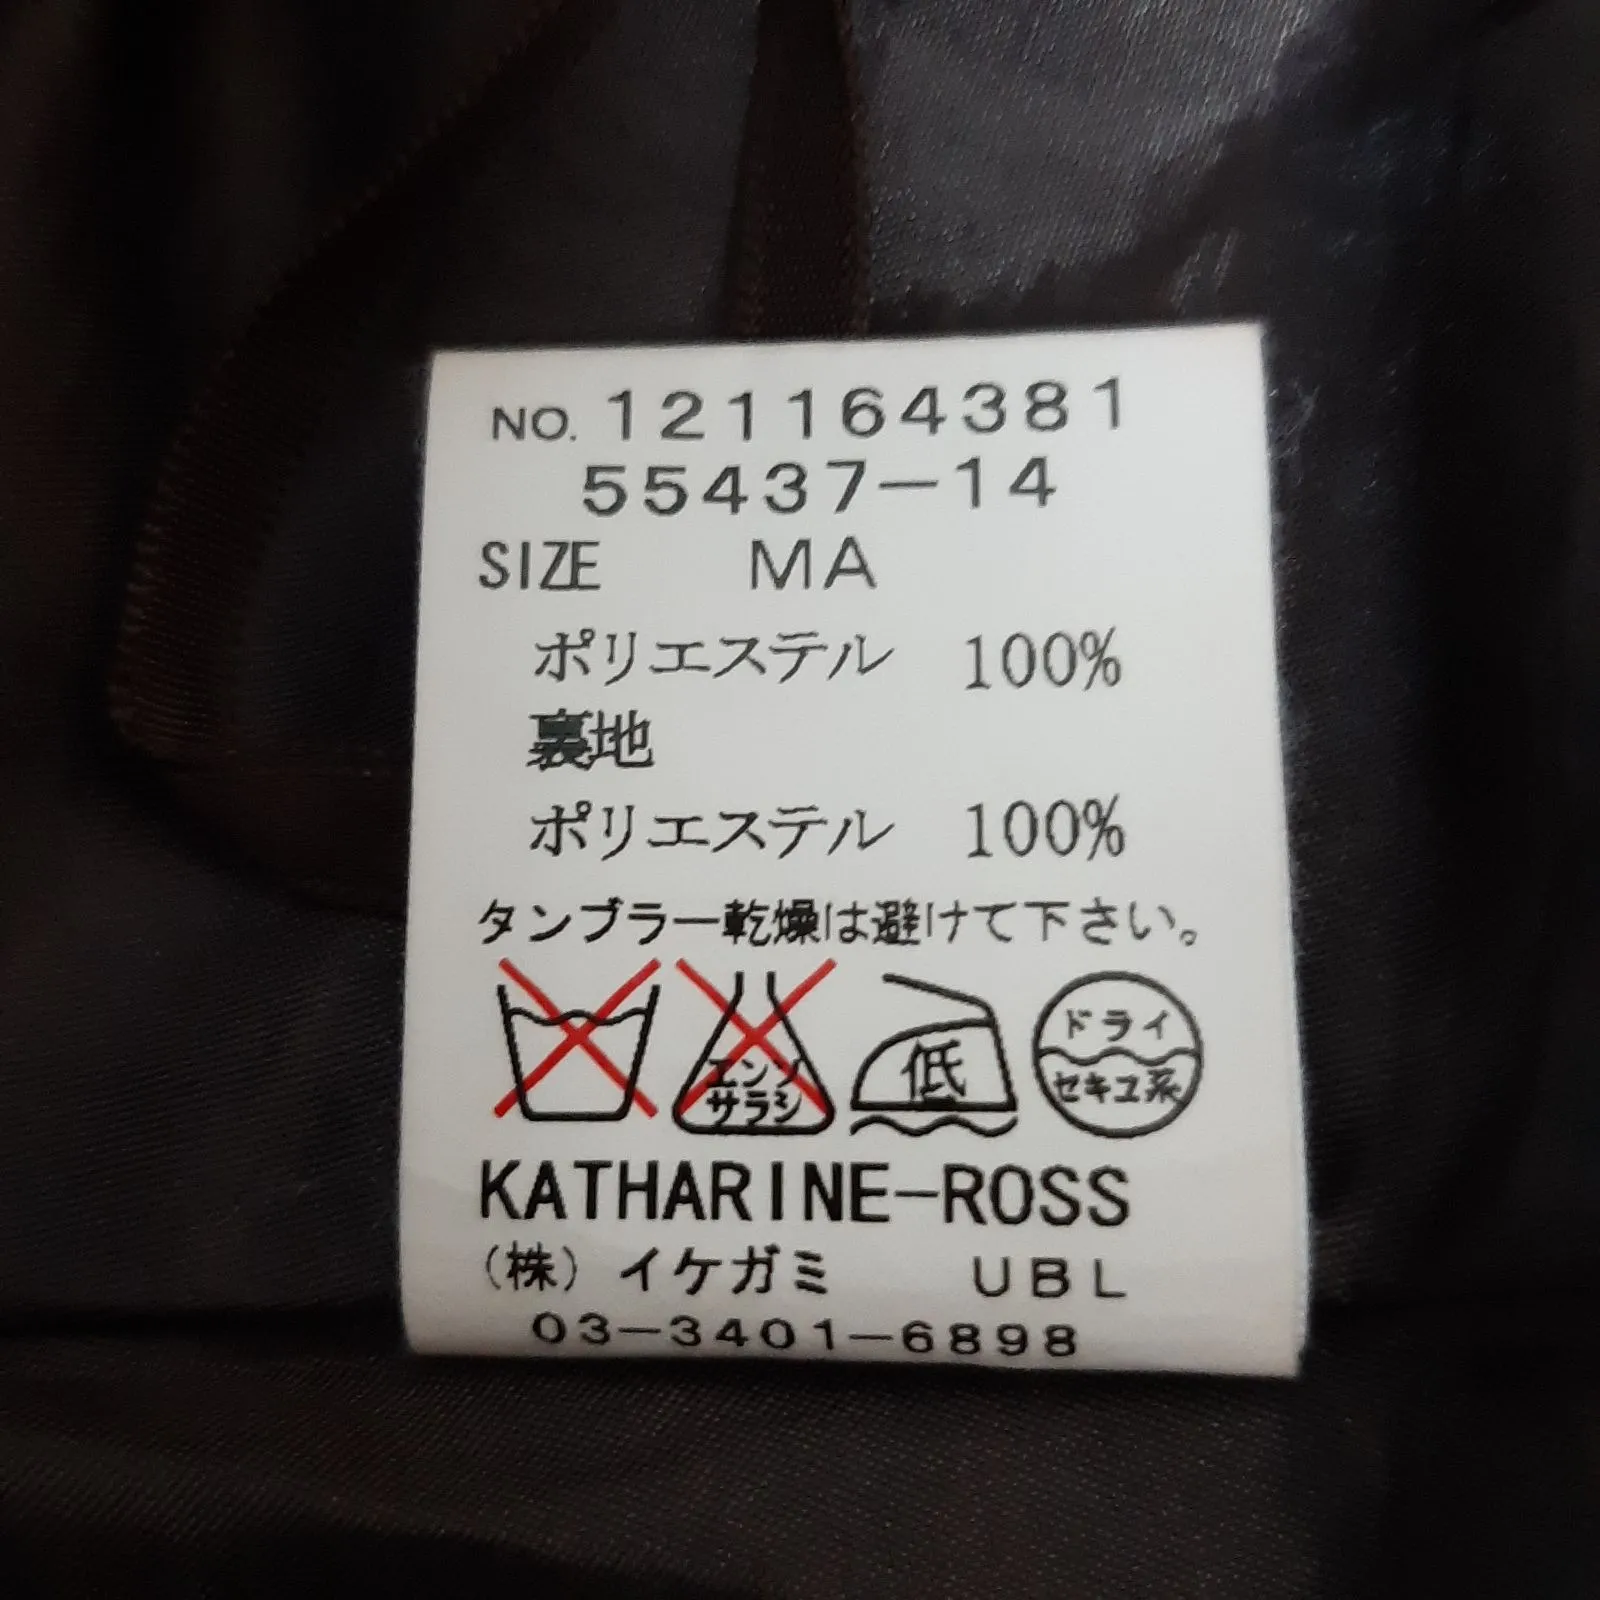 NO. 121164381
55437-14
SIZE MA
ポリエステル 100%
裏地
ポリエステル 100%
タンブラー乾燥は避けて下さい。
エンソ
サラシ
低
ドライ
セキユ系
KATHARINE-ROSS
(株)イケガミ UBL
03-3401-6898